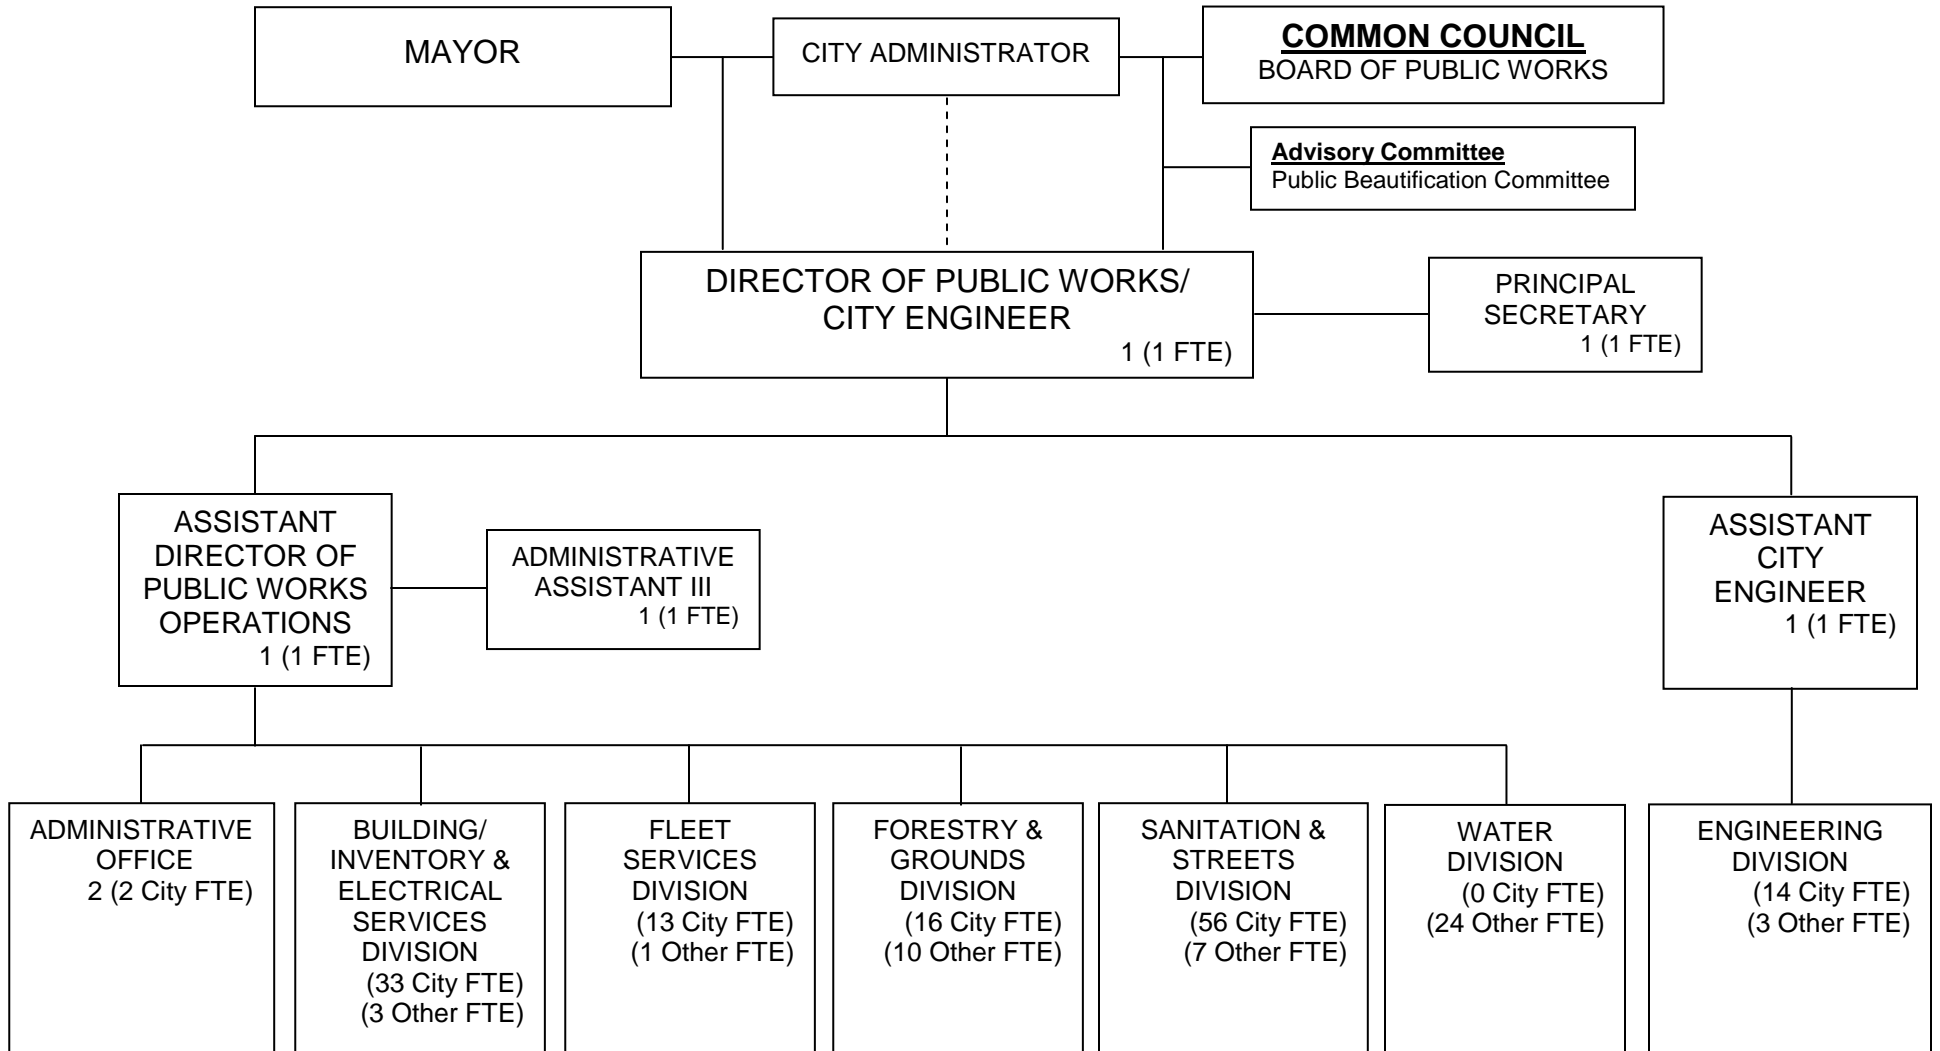 MAYOR
CITY ADMINISTRATOR
COMMON COUNCIL
BOARD OF PUBLIC WORKS
Advisory Committee
Public Beautification Committee
DIRECTOR OF PUBLIC WORKS/
CITY ENGINEER
1 (1 FTE)
PRINCIPAL
SECRETARY
1 (1 FTE)
ASSISTANT
DIRECTOR OF
PUBLIC WORKS
OPERATIONS
1 (1 FTE)
ADMINISTRATIVE
ASSISTANT III
1 (1 FTE)
ASSISTANT
CITY
ENGINEER
1 (1 FTE)
ADMINISTRATIVE
OFFICE
2 (2 City FTE)
BUILDING/
INVENTORY &
ELECTRICAL
SERVICES
DIVISION
(33 City FTE)
(3 Other FTE)
FLEET
SERVICES
DIVISION
(13 City FTE)
(1 Other FTE)
FORESTRY &
GROUNDS
DIVISION
(16 City FTE)
(10 Other FTE)
SANITATION &
STREETS
DIVISION
(56 City FTE)
(7 Other FTE)
WATER
DIVISION
(0 City FTE)
(24 Other FTE)
ENGINEERING
DIVISION
(14 City FTE)
(3 Other FTE)